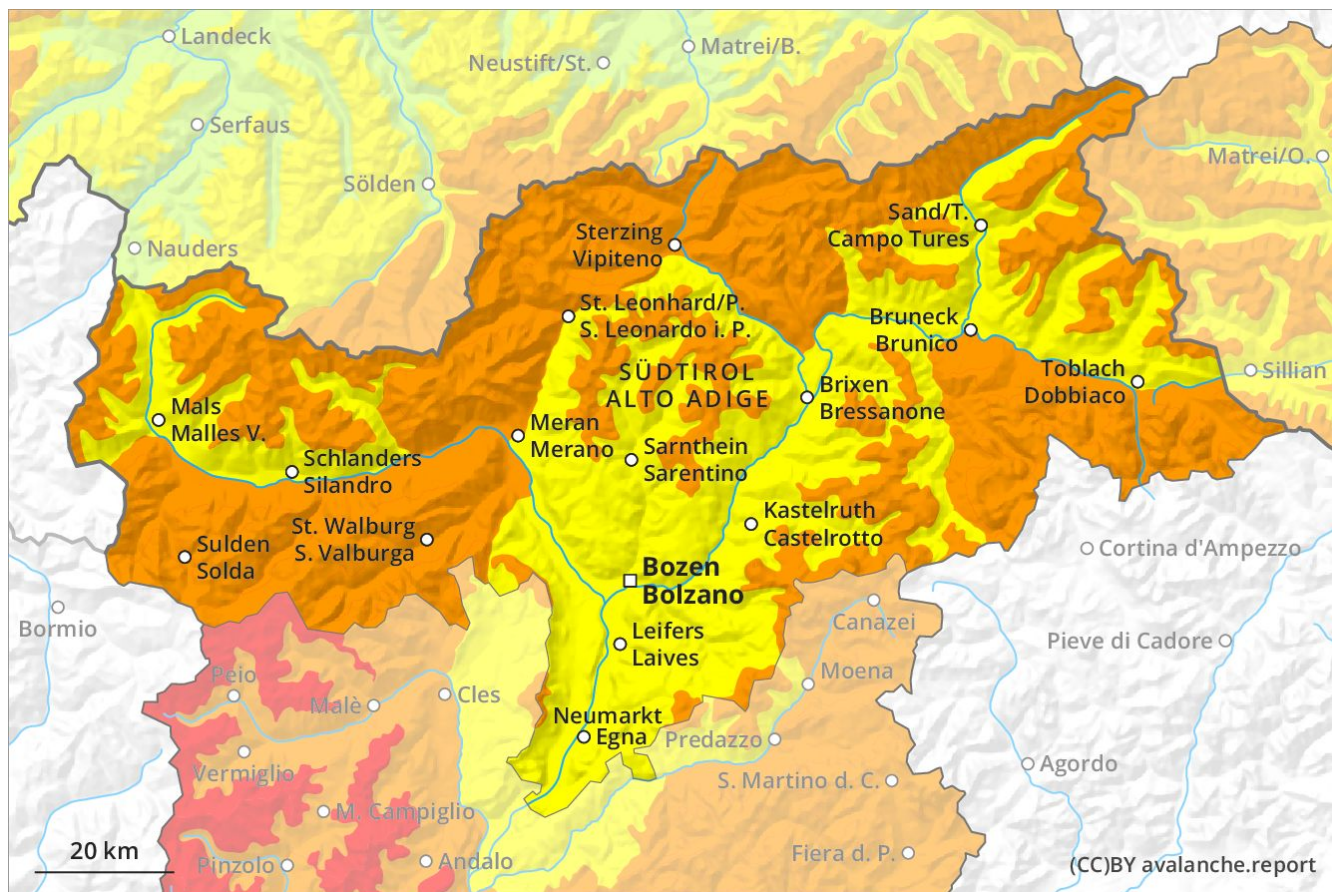 Landeck
Matrei/B.
Neustift/St.
Serfaus
Matrei/O.
Sölden
Sand/T.
Campo Tures
Nauders
Sterzing
Vipiteno
St. Leonhard/P.
S. Leonardo i. P.
Bruneck
Brunico
SÜDTIROL
ALTO ADIGE
Toblach
Dobbiaco
Sillian
Brixen
Bressanone
Mals
Malles V.
Meran
Merano
Sarnthein
Sarentino
Schlanders
Silandro
Kastelruth
Castelrotto
St. Walburg
S. Valburga
Sulden
Solda
Cortina d'Ampezzo
Bozen
Bolzano
Bormio
Canazei
Leifers
Laives
Pieve di Cadore
Moena
Peio
Malè
Cles
Neumarkt
Egna
Predazzo
Vermiglio
Agordo
S. Martino d. C.
M. Campiglio
20 km
Pinzolo
Andalo
Fiera d. P.
(CC)BY avalanche.report